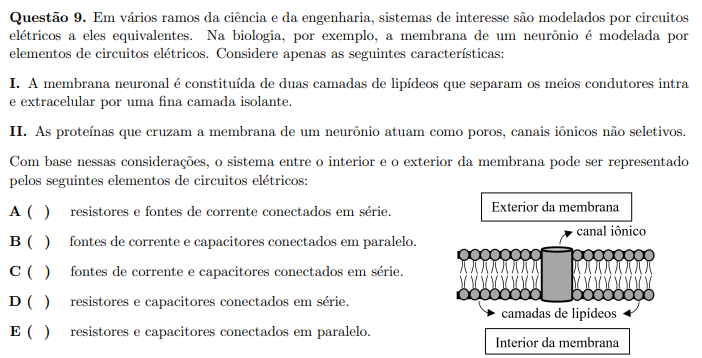 Questão 9. Em vários ramos da ciência e da engenharia, sistemas de interesse são modelados por circuitos
elétricos a eles equivalentes. Na biologia, por exemplo, a membrana de um neurônio é modelada por
elementos de circuitos elétricos. Considere apenas as seguintes características:
I. A membrana neuronal é constituída de duas camadas de lipídeos que separam os meios condutores intra
e extracelular por uma fina camada isolante.
II. As proteínas que cruzam a membrana de um neurônio atuam como poros, canais iônicos não seletivos.
Com base nessas considerações, o sistema entre o interior e o exterior da membrana pode ser representado
pelos seguintes elementos de circuitos elétricos:
A ( ) resistores e fontes de corrente conectados em série.
B ( ) fontes de corrente e capacitores conectados em paralelo.
C ( ) fontes de corrente e capacitores conectados em série.
D ( ) resistores e capacitores conectados em série.
E ( ) resistores e capacitores conectados em paralelo.
Exterior da membrana
canal iônico
camadas de lipídeos
Interior da membrana